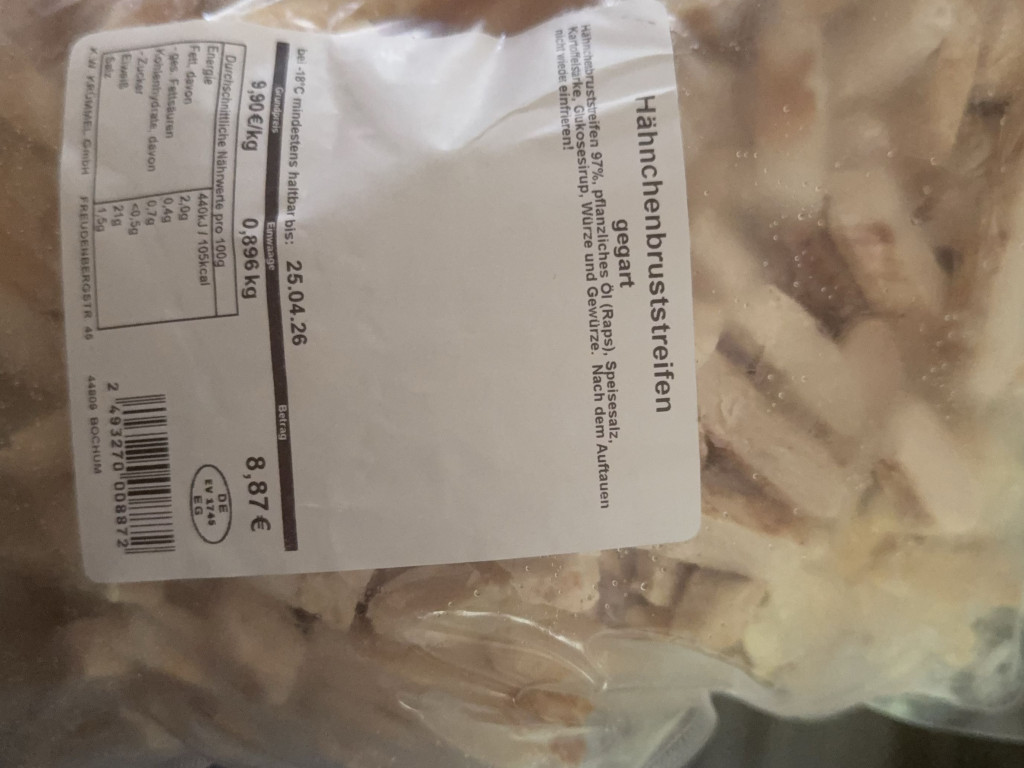 Hähnchenbruststreifen
gegart
Hähnchenbruststreifen 97%, pflanzliches Öl (Raps), Speisesalz,
Kartoffelstärke, Glukosesirup, Würze und Gewürze. Nach dem Auftauen
nicht wieder einfrieren!
bei -18°C mindestens haltbar bis: 25.04.26
Grundpreis Einwaage Betrag
9,90€/kg 0,896 kg 8,87€
Durchschnittliche Nährwerte pro 100g
Energie 440kJ / 105kcal
Fett, davon 2,0g
-ges. Fettsäuren 0,4g
Kohlenhydrate, davon 0,7g
-Zucker <0,5g
Eiweiß 21g
Salz 1,5g
DE
EV 2746
EG
2 493270 008872
K.W. KRÜMMEL GmbH FREUDENBERGSTR. 45 44809 BOCHUM